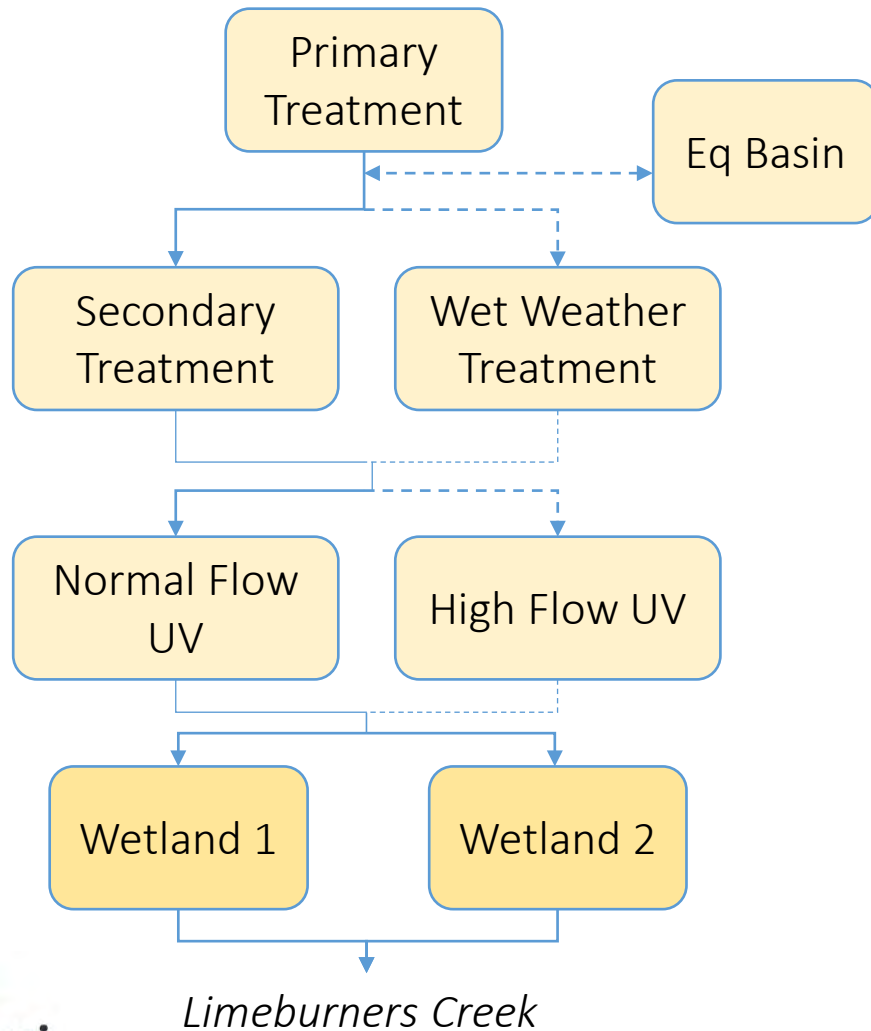 Primary
Treatment
Eq Basin
Secondary
Treatment
Wet Weather
Treatment
Normal Flow
UV
High Flow UV
Wetland 1
Wetland 2
Limeburners Creek